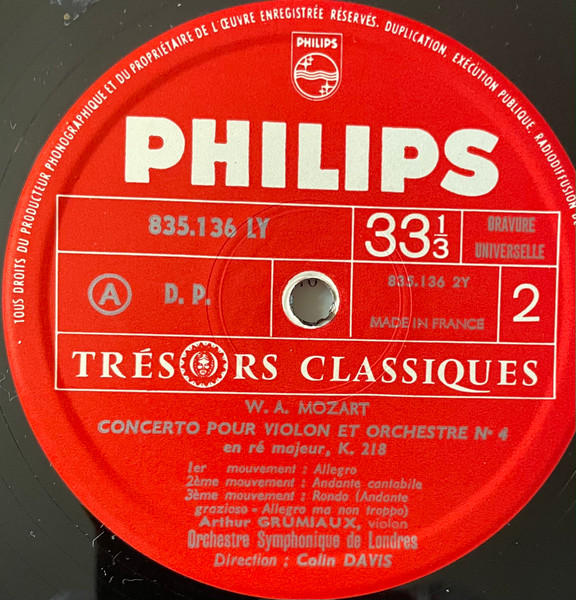 TOUS DROITS DU PRODUCTEUR PHONOGRAPHIQUE ET DU PROPRIÉTAIRE DE L'ŒUVRE ENREGISTRÉE RÉSERVÉS. DUPLICATION, EXÉCUTION PUBLIQUE, RADIODIFFUSION
PHILIPS
PHILIPS
835.136 LY
33 1/3
GRAVURE
UNIVERSELLE
A
D. P.
835.136 2Y
MADE IN FRANCE
2
TRÉSORS CLASSIQUES
W. A. MOZART
CONCERTO POUR VIOLON ET ORCHESTRE Nº 4
en ré majeur, K. 218
1er mouvement : Allegro
2ème mouvement : Andante cantabile
3ème mouvement : Rondo (Andante
grazioso - Allegro ma non troppo)
Arthur GRUMIAUX, violon
Orchestre Symphonique de Londres
Direction : Colin DAVIS